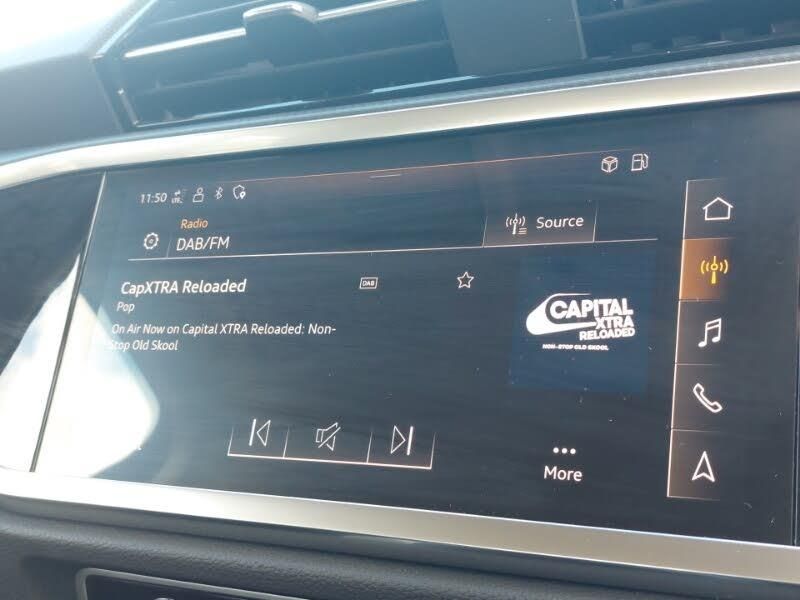 11:50 LTE
Radio
DAB/FM
Source
CapXTRA Reloaded
DAB
Pop
On Air Now on Capital XTRA Reloaded: Non-
Stop Old Skool
CAPITAL
XTRA
RELOADED
NON-STOP OLD SKOOL
More